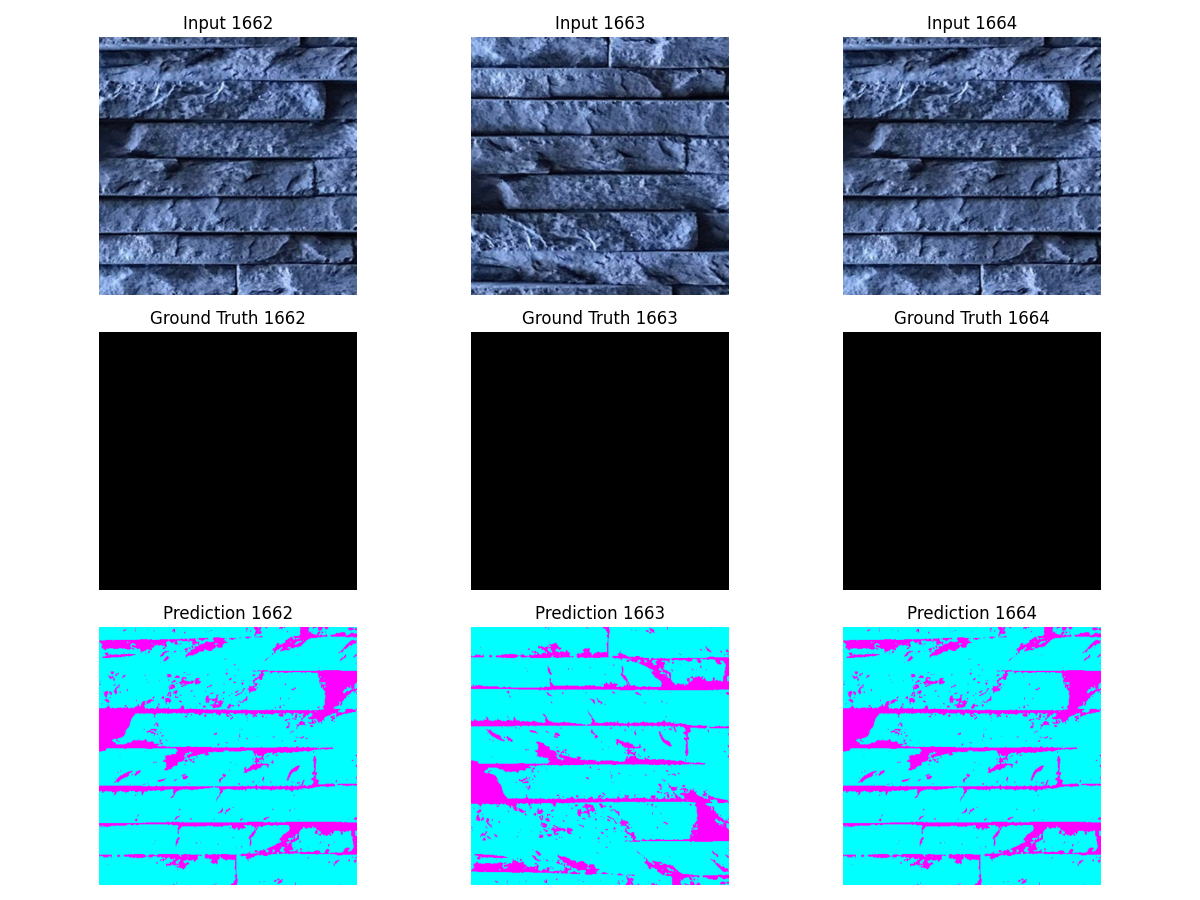 Input 1662
Input 1663
Input 1664
Ground Truth 1662
Ground Truth 1663
Ground Truth 1664
Prediction 1662
Prediction 1663
Prediction 1664